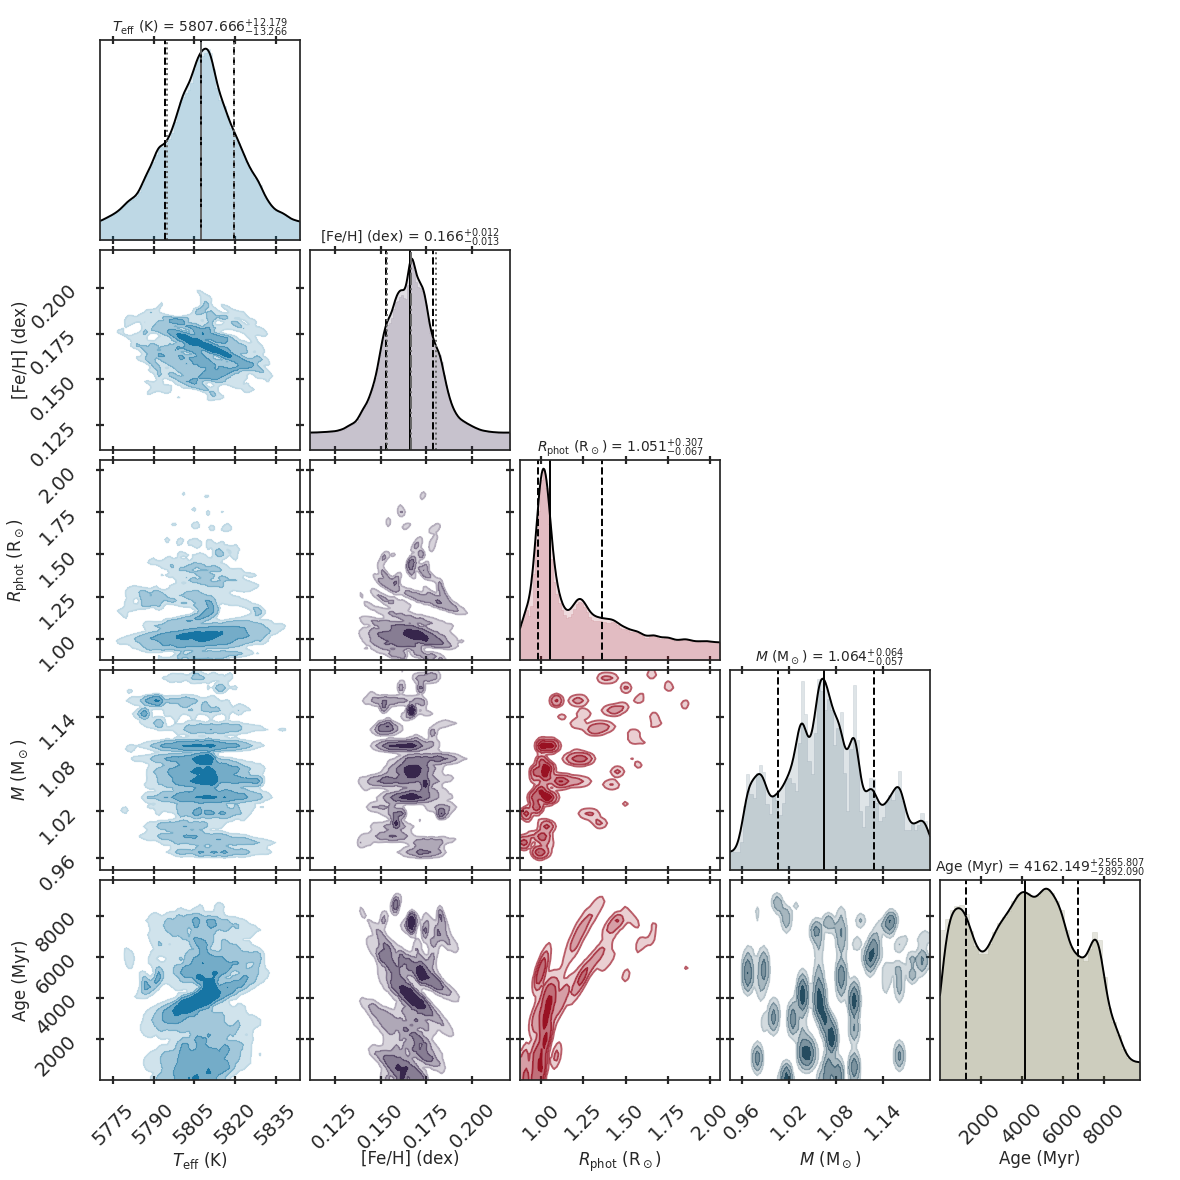 T_eff (K) = 5807.666 +12.179 −13.266
[Fe/H] (dex) = 0.166 +0.012 −0.013
[Fe/H] (dex)
0.200
0.175
0.150
0.125
R_phot (R⊙) = 1.051 +0.307 −0.067
R_phot (R⊙)
2.00
1.75
1.50
1.25
1.00
M (M⊙) = 1.064 +0.064 −0.057
M (M⊙)
1.14
1.08
1.02
0.96
Age (Myr) = 4162.149 +2565.807 −2892.090
Age (Myr)
8000
6000
4000
2000
5775 5790 5805 5820 5835 0.125 0.150 0.175 0.200 1.00 1.25 1.50 1.75 2.00 0.96 1.02 1.08 1.14 2000 4000 6000 8000
T_eff (K) [Fe/H] (dex) R_phot (R⊙) M (M⊙) Age (Myr)